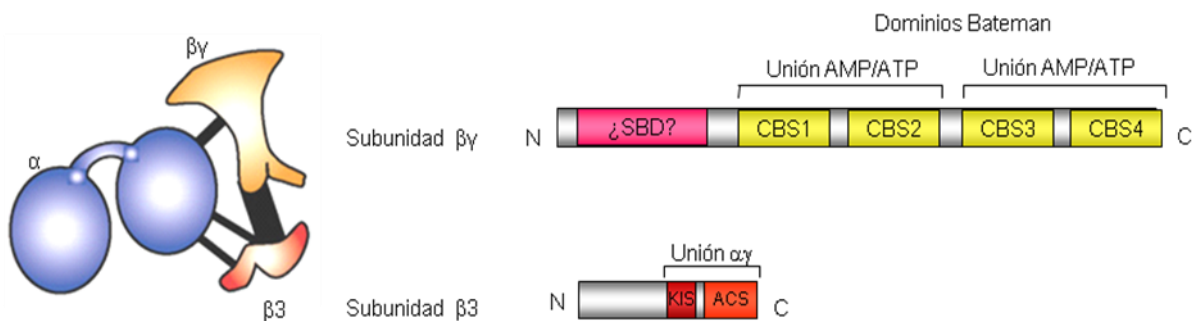 βγ
α
β3
Dominios Bateman
Unión AMP/ATP
Unión AMP/ATP
Subunidad βγ
N
¿SBD?
CBS1
CBS2
CBS3
CBS4
C
Unión αγ
Subunidad β3
N
KIS
ACS
C